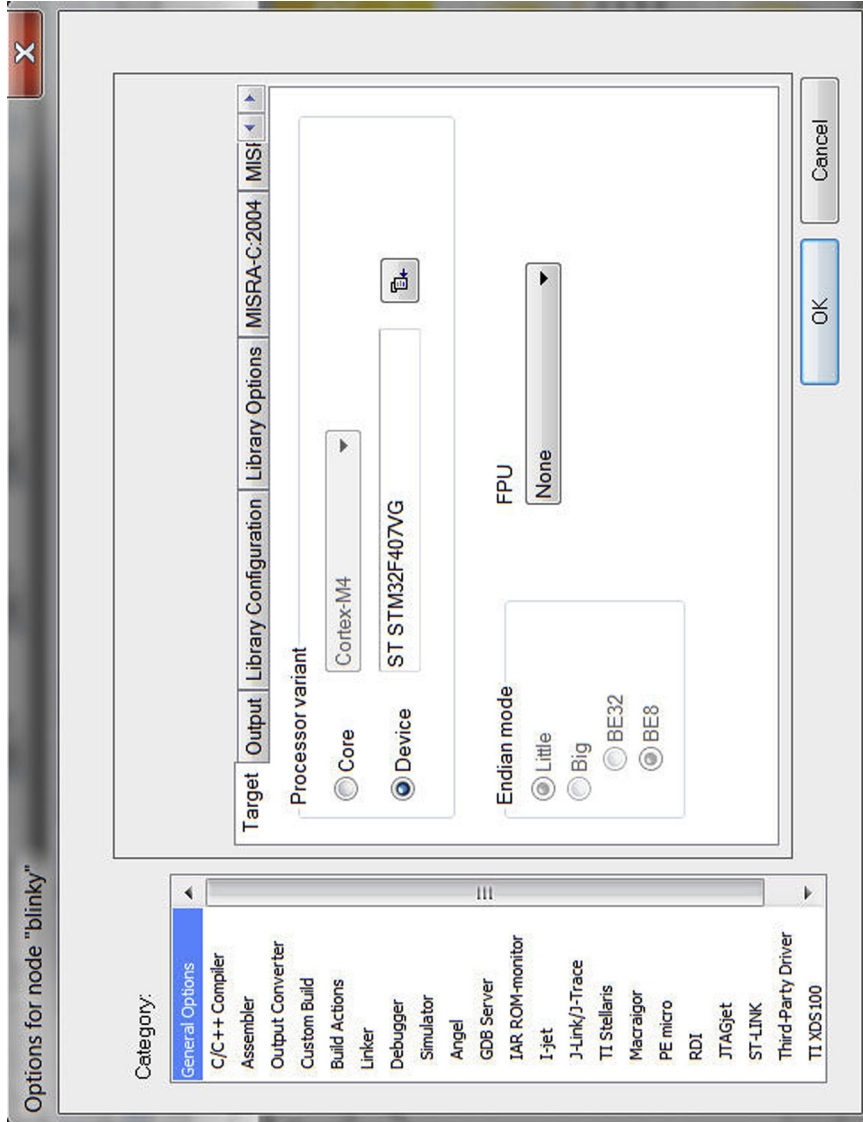 Options for node "blinky"
Category:
General Options
C/C++ Compiler
Assembler
Output Converter
Custom Build
Build Actions
Linker
Debugger
Simulator
Angel
GDB Server
IAR ROM-monitor
I-jet
J-Link/J-Trace
TI Stellaris
Macraigor
PE micro
RDI
JTAGjet
ST-LINK
Third-Party Driver
TI XDS100
Target Output Library Configuration Library Options MISRA-C:2004 MISF
Processor variant
Core Cortex-M4
Device ST STM32F407VG
Endian mode
Little
Big
BE32
BE8
FPU
None
OK Cancel